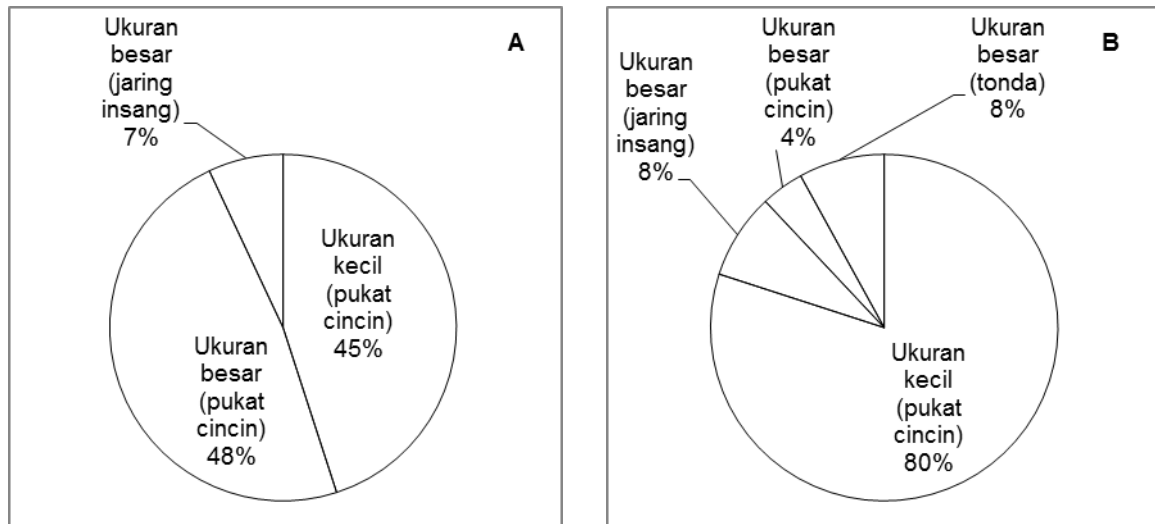 Ukuran
besar
(jaring
insang)
7%
A
Ukuran
kecil
(pukat
cincin)
45%
Ukuran
besar
(pukat
cincin)
48%
Ukuran
besar
(jaring
insang)
8%
Ukuran
besar
(pukat
cincin)
4%
Ukuran
besar
(tonda)
8%
B
Ukuran
kecil
(pukat
cincin)
80%